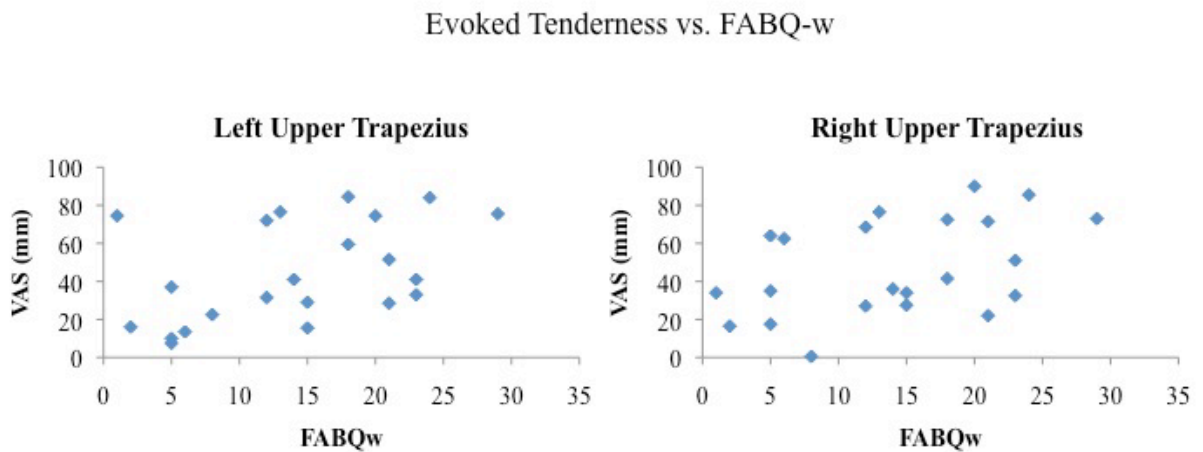 Evoked Tenderness vs. FABQ-w
Left Upper Trapezius
100
80
60
40
20
0
VAS (mm)
0 5 10 15 20 25 30 35
FABQw
Right Upper Trapezius
100
80
60
40
20
0
VAS (mm)
0 5 10 15 20 25 30 35
FABQw